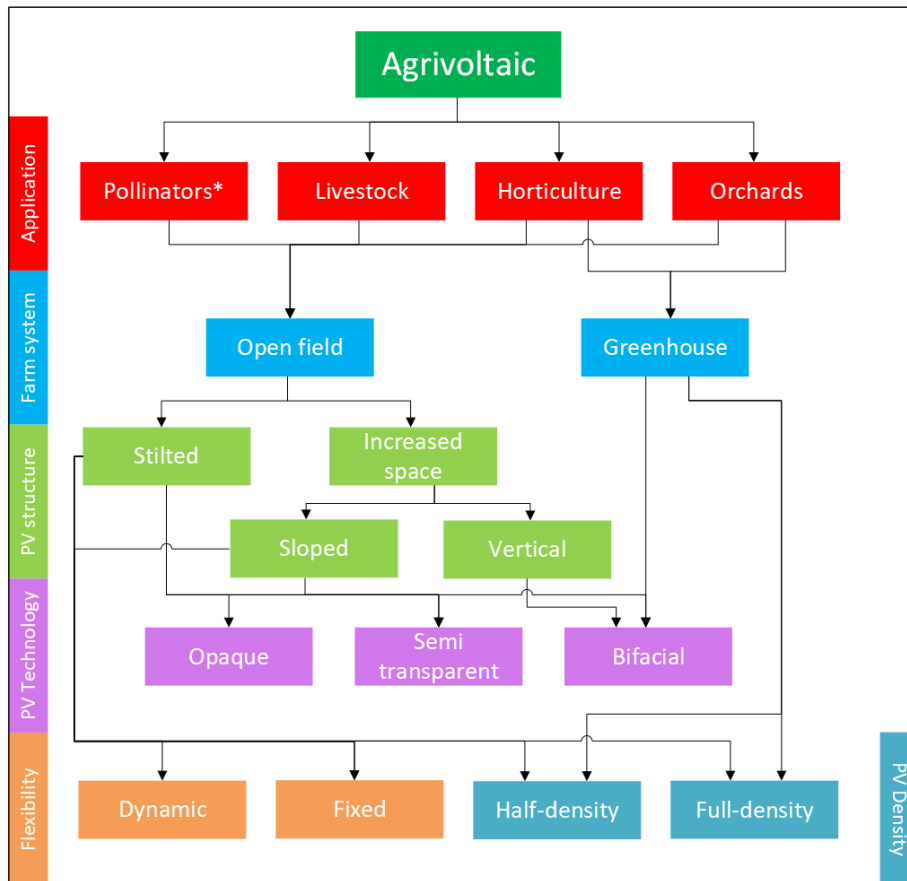 Agrivoltaic
Application
Pollinators*
Livestock
Horticulture
Orchards
Farm system
Open field
Greenhouse
PV structure
Stilted
Increased
space
Sloped
Vertical
PV Technology
Opaque
Semi
transparent
Bifacial
Flexibility
Dynamic
Fixed
Half-density
Full-density
PV Density